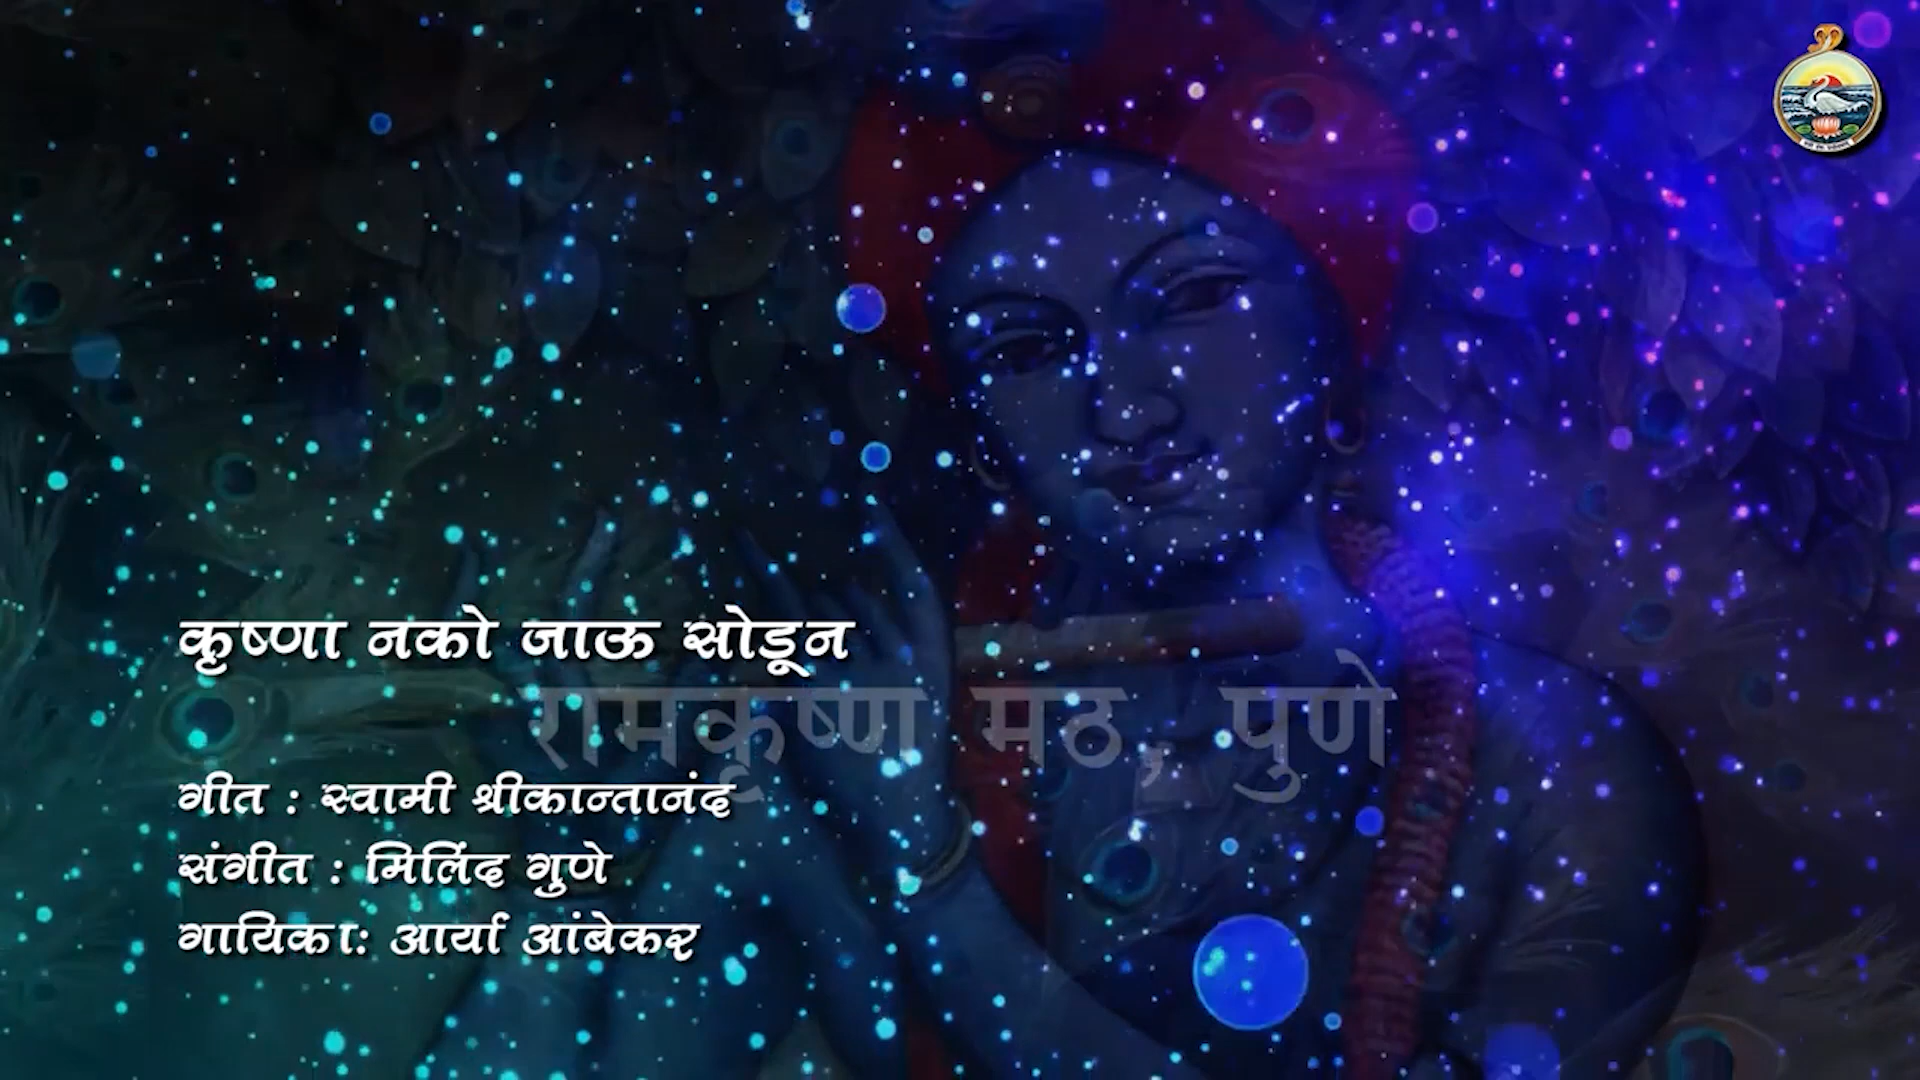 कृष्णा नको जाऊ सोडून
रामकृष्ण मठ, पुणे
गीत : स्वामी श्रीकान्तानंद
संगीत : मिलिंद गुणे
गायिका: आर्या आंबेकर